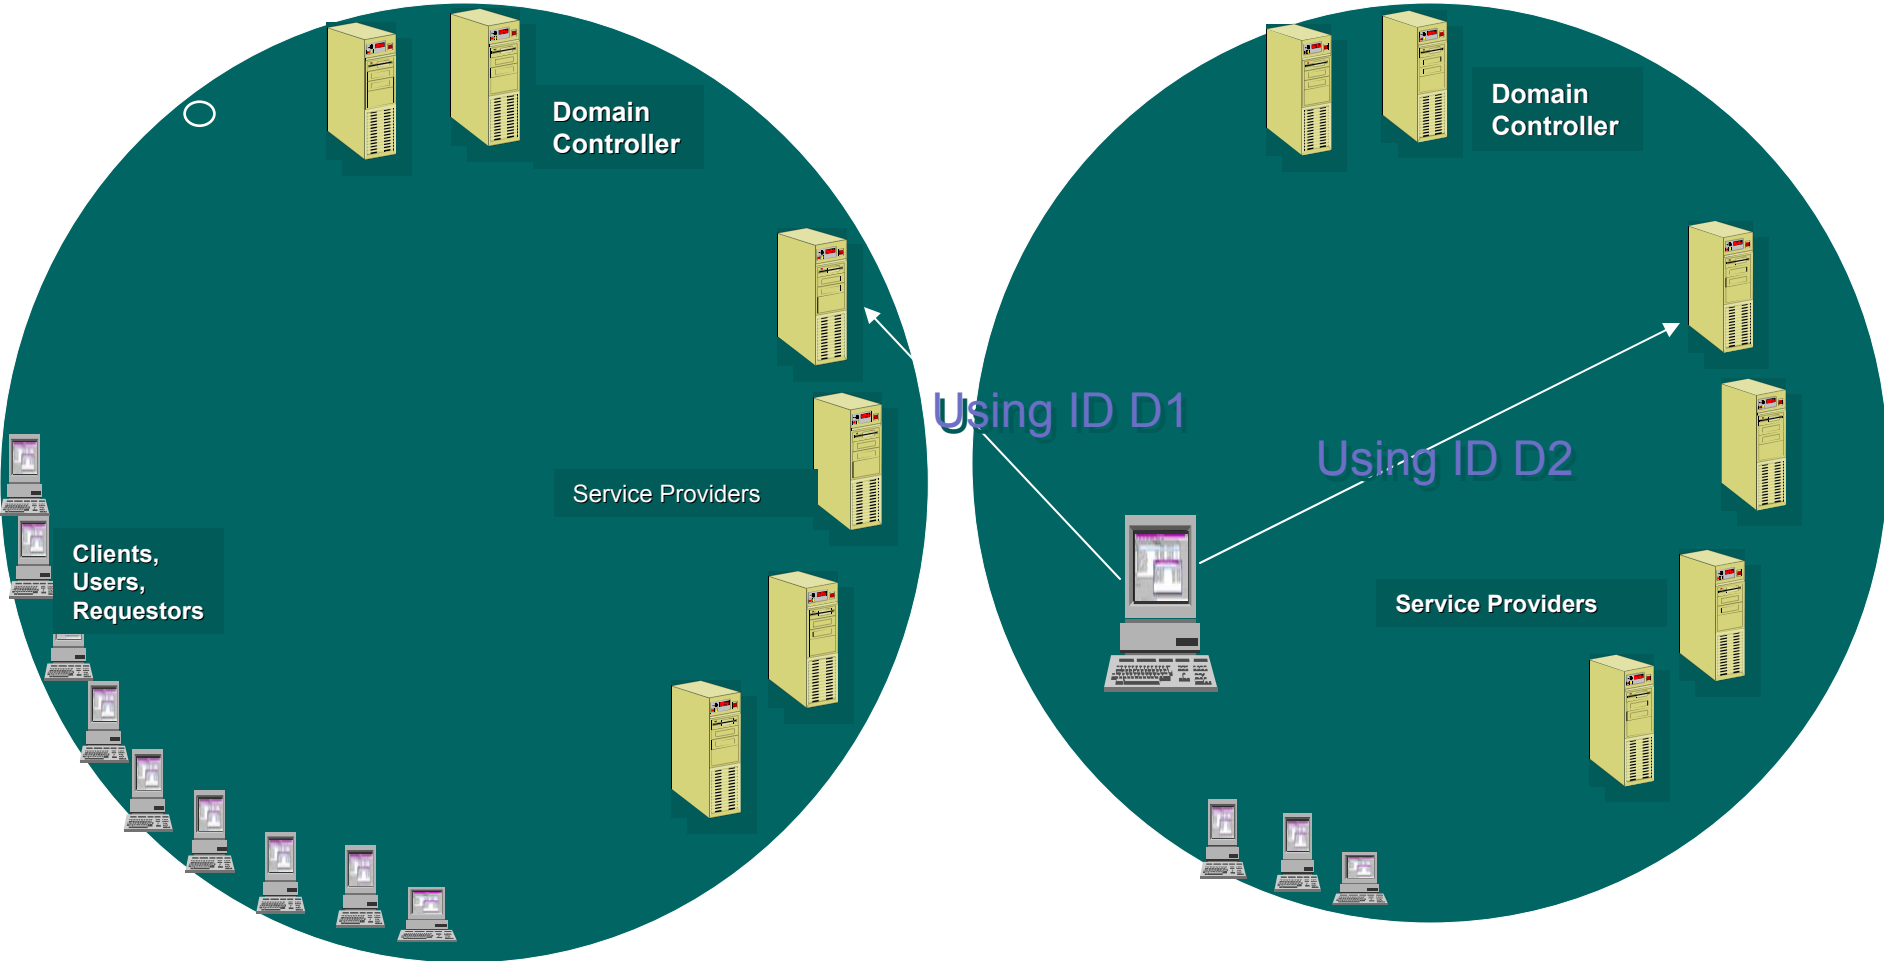 Domain
Controller
Domain
Controller
Using ID D1
Using ID D2
Service Providers
Clients,
Users,
Requestors
Service Providers